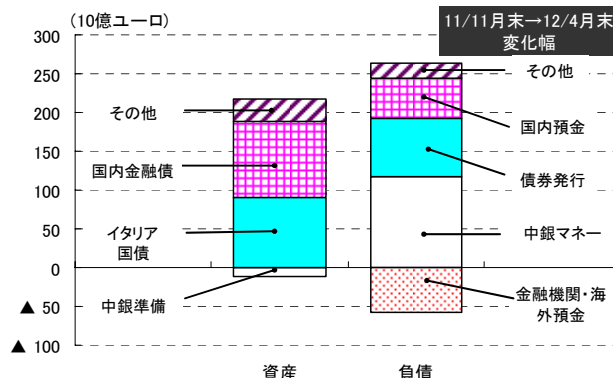 (10億ユーロ)
11/11月末→12/4月末
変化幅
300
250
200
150
100
50
0
▲ 50
▲ 100
その他
国内金融債
イタリア
国債
中銀準備
その他
国内預金
債券発行
中銀マネー
金融機関・海
外預金
資産
負債